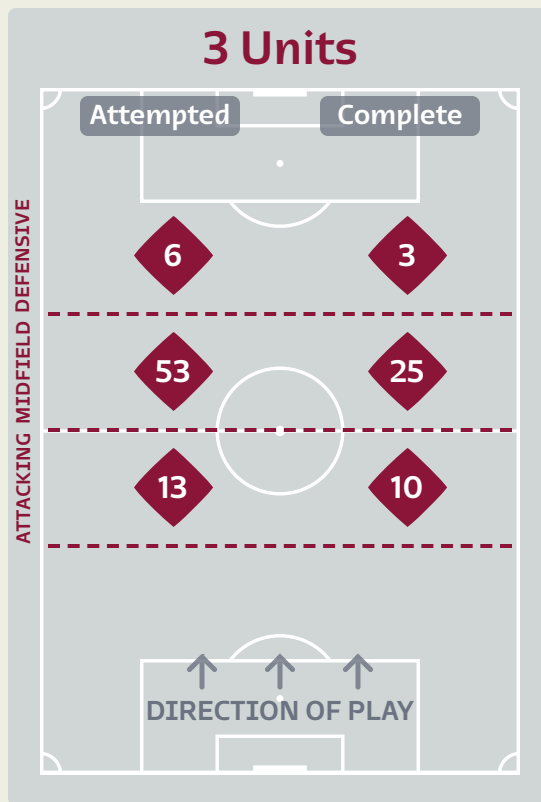 3 Units
Attempted Complete
ATTACKING MIDFIELD DEFENSIVE
6 3
53 25
13 10
DIRECTION OF PLAY